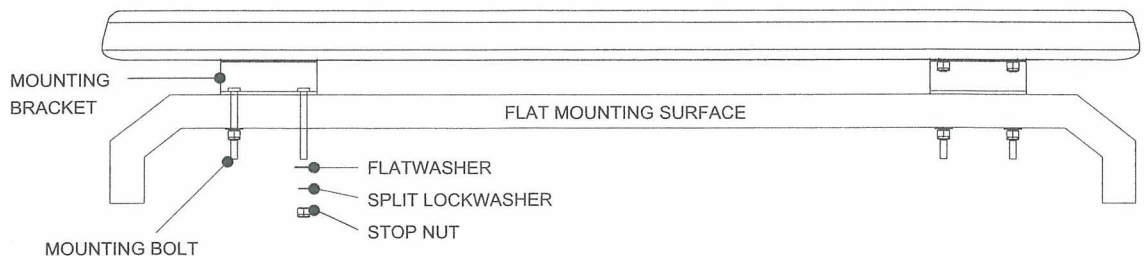 MOUNTING
BRACKET
FLAT MOUNTING SURFACE
FLATWASHER
SPLIT LOCKWASHER
STOP NUT
MOUNTING BOLT